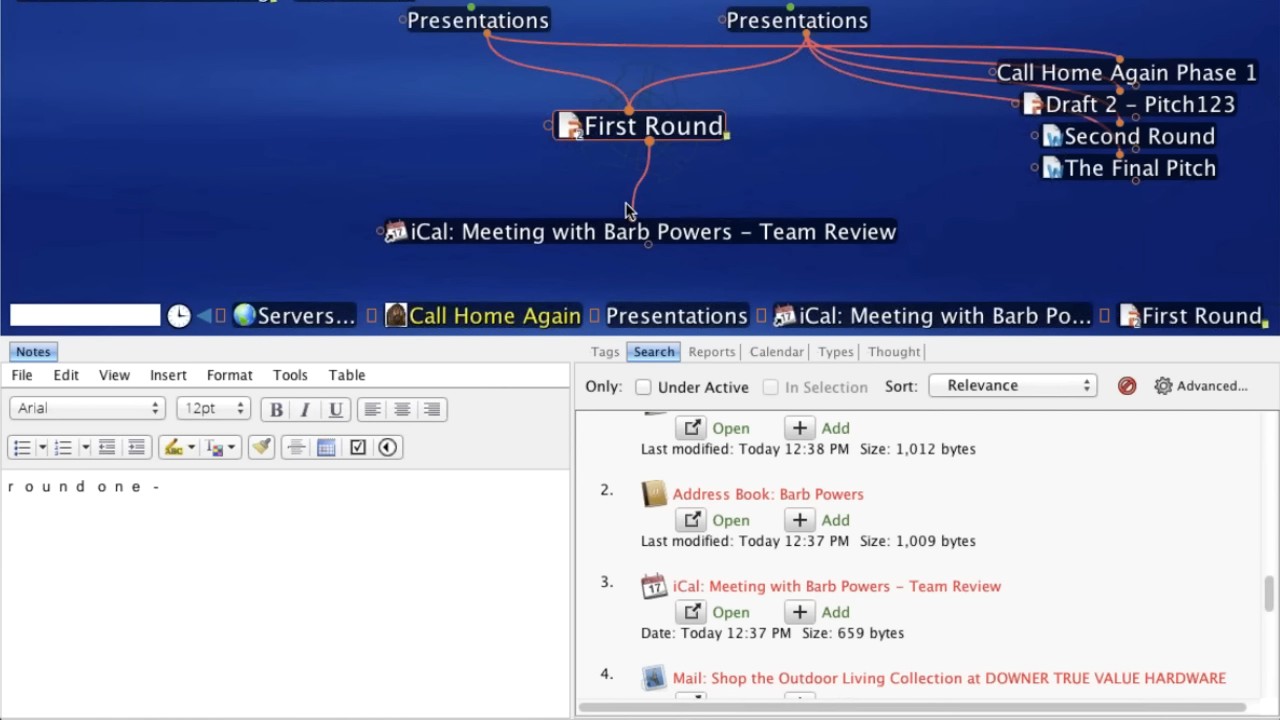 Presentations
Presentations
Call Home Again Phase 1
Draft 2 – Pitch123
First Round
Second Round
The Final Pitch
iCal: Meeting with Barb Powers – Team Review
Servers... Call Home Again Presentations iCal: Meeting with Barb Po... First Round
Notes
Tags Search Reports Calendar Types Thought
File Edit View Insert Format Tools Table
Only: Under Active In Selection Sort: Relevance Advanced...
Arial 12pt B I U
Open Add
Last modified: Today 12:38 PM Size: 1,012 bytes
round one -
2. Address Book: Barb Powers
Open Add
Last modified: Today 12:37 PM Size: 1,009 bytes
3. iCal: Meeting with Barb Powers – Team Review
Open Add
Date: Today 12:37 PM Size: 659 bytes
4. Mail: Shop the Outdoor Living Collection at DOWNER TRUE VALUE HARDWARE